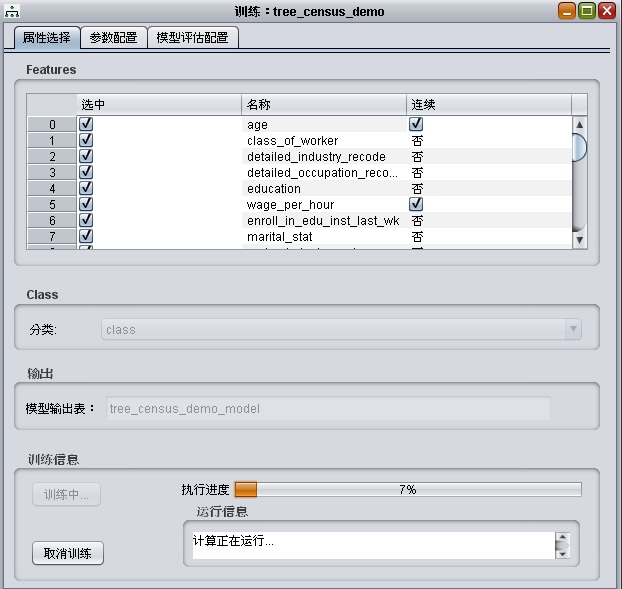 训练：tree_census_demo
属性选择 参数配置 模型评估配置
Features
选中 名称 连续
0 age
1 class_of_worker 否
2 detailed_industry_recode 否
3 detailed_occupation_reco... 否
4 education 否
5 wage_per_hour
6 enroll_in_edu_inst_last_wk 否
7 marital_stat 否
Class
分类: class
输出
模型输出表： tree_census_demo_model
训练信息
训练中... 执行进度 7%
运行信息
计算正在运行...
取消训练